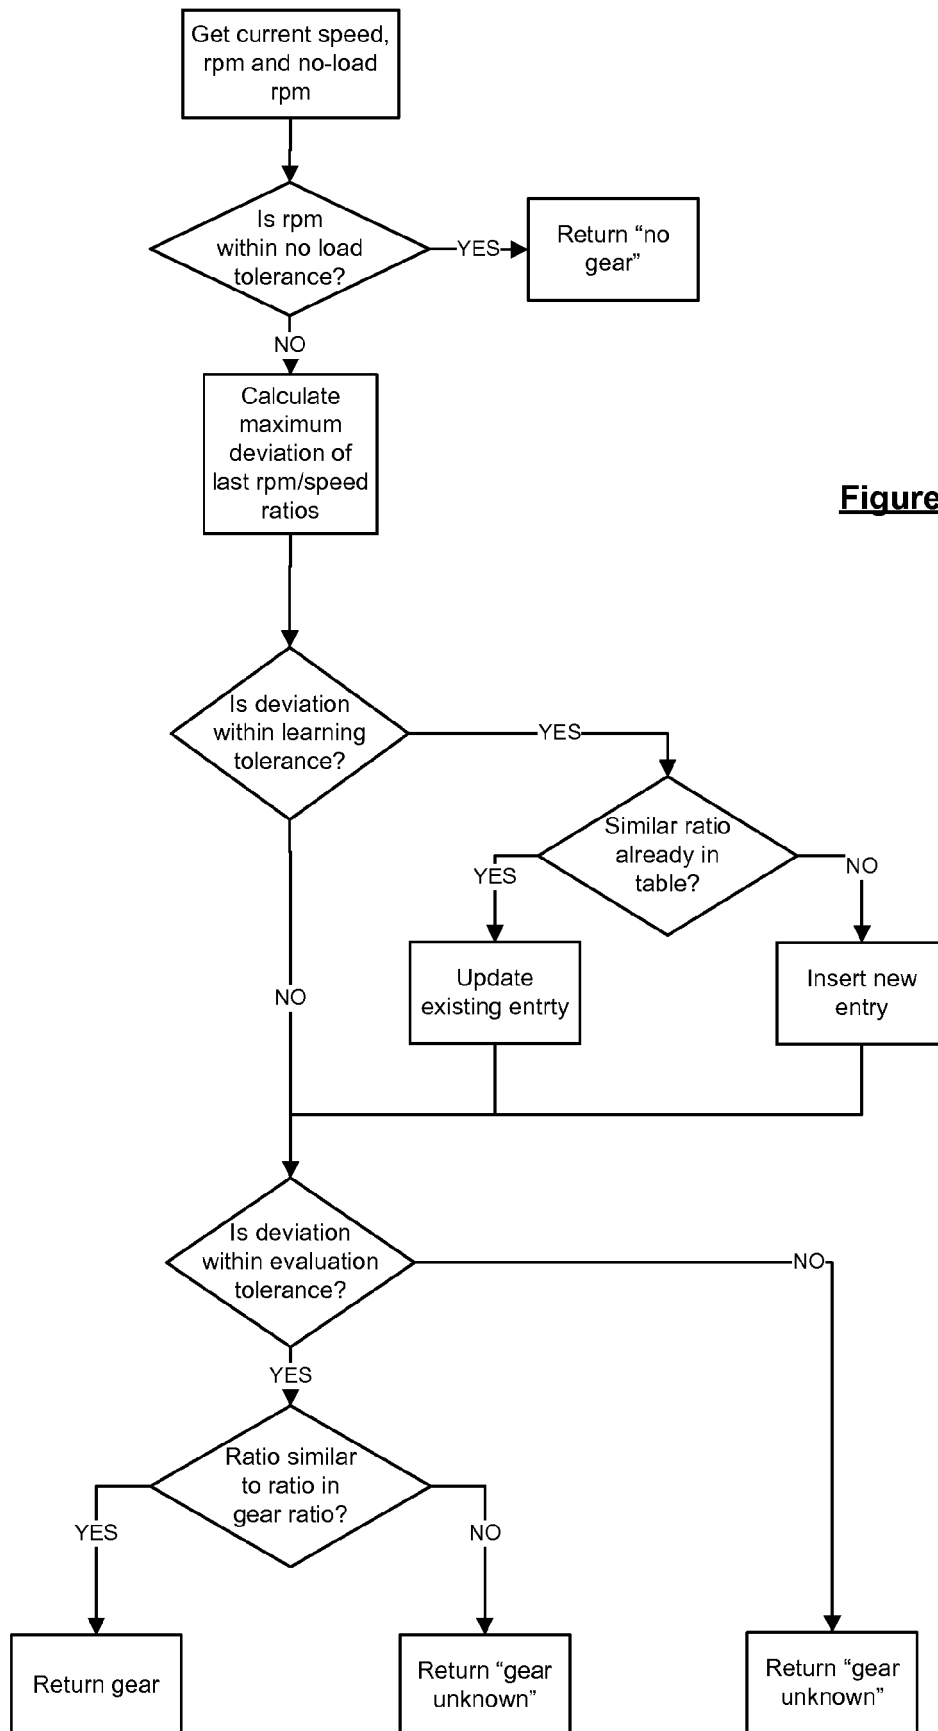 Get current speed,
rpm and no-load
rpm
Is rpm
within no load
tolerance?
YES
Return “no
gear”
NO
Calculate
maximum
deviation of
last rpm/speed
ratios
Figure
Is deviation
within learning
tolerance?
YES
Similar ratio
already in
table?
YES
NO
Update
existing entrty
Insert new
entry
NO
Is deviation
within evaluation
tolerance?
NO
YES
Ratio similar
to ratio in
gear ratio?
YES
NO
Return gear
Return “gear
unknown”
Return “gear
unknown”